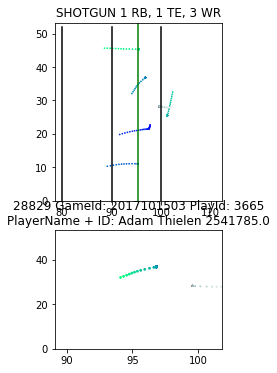 SHOTGUN 1 RB, 1 TE, 3 WR
50
40
30
20
10
0
80 90 100 110
28829 GameId: 2017101503 PlayId: 3665
PlayerName + ID: Adam Thielen 2541785.0
40
20
0
90 95 100